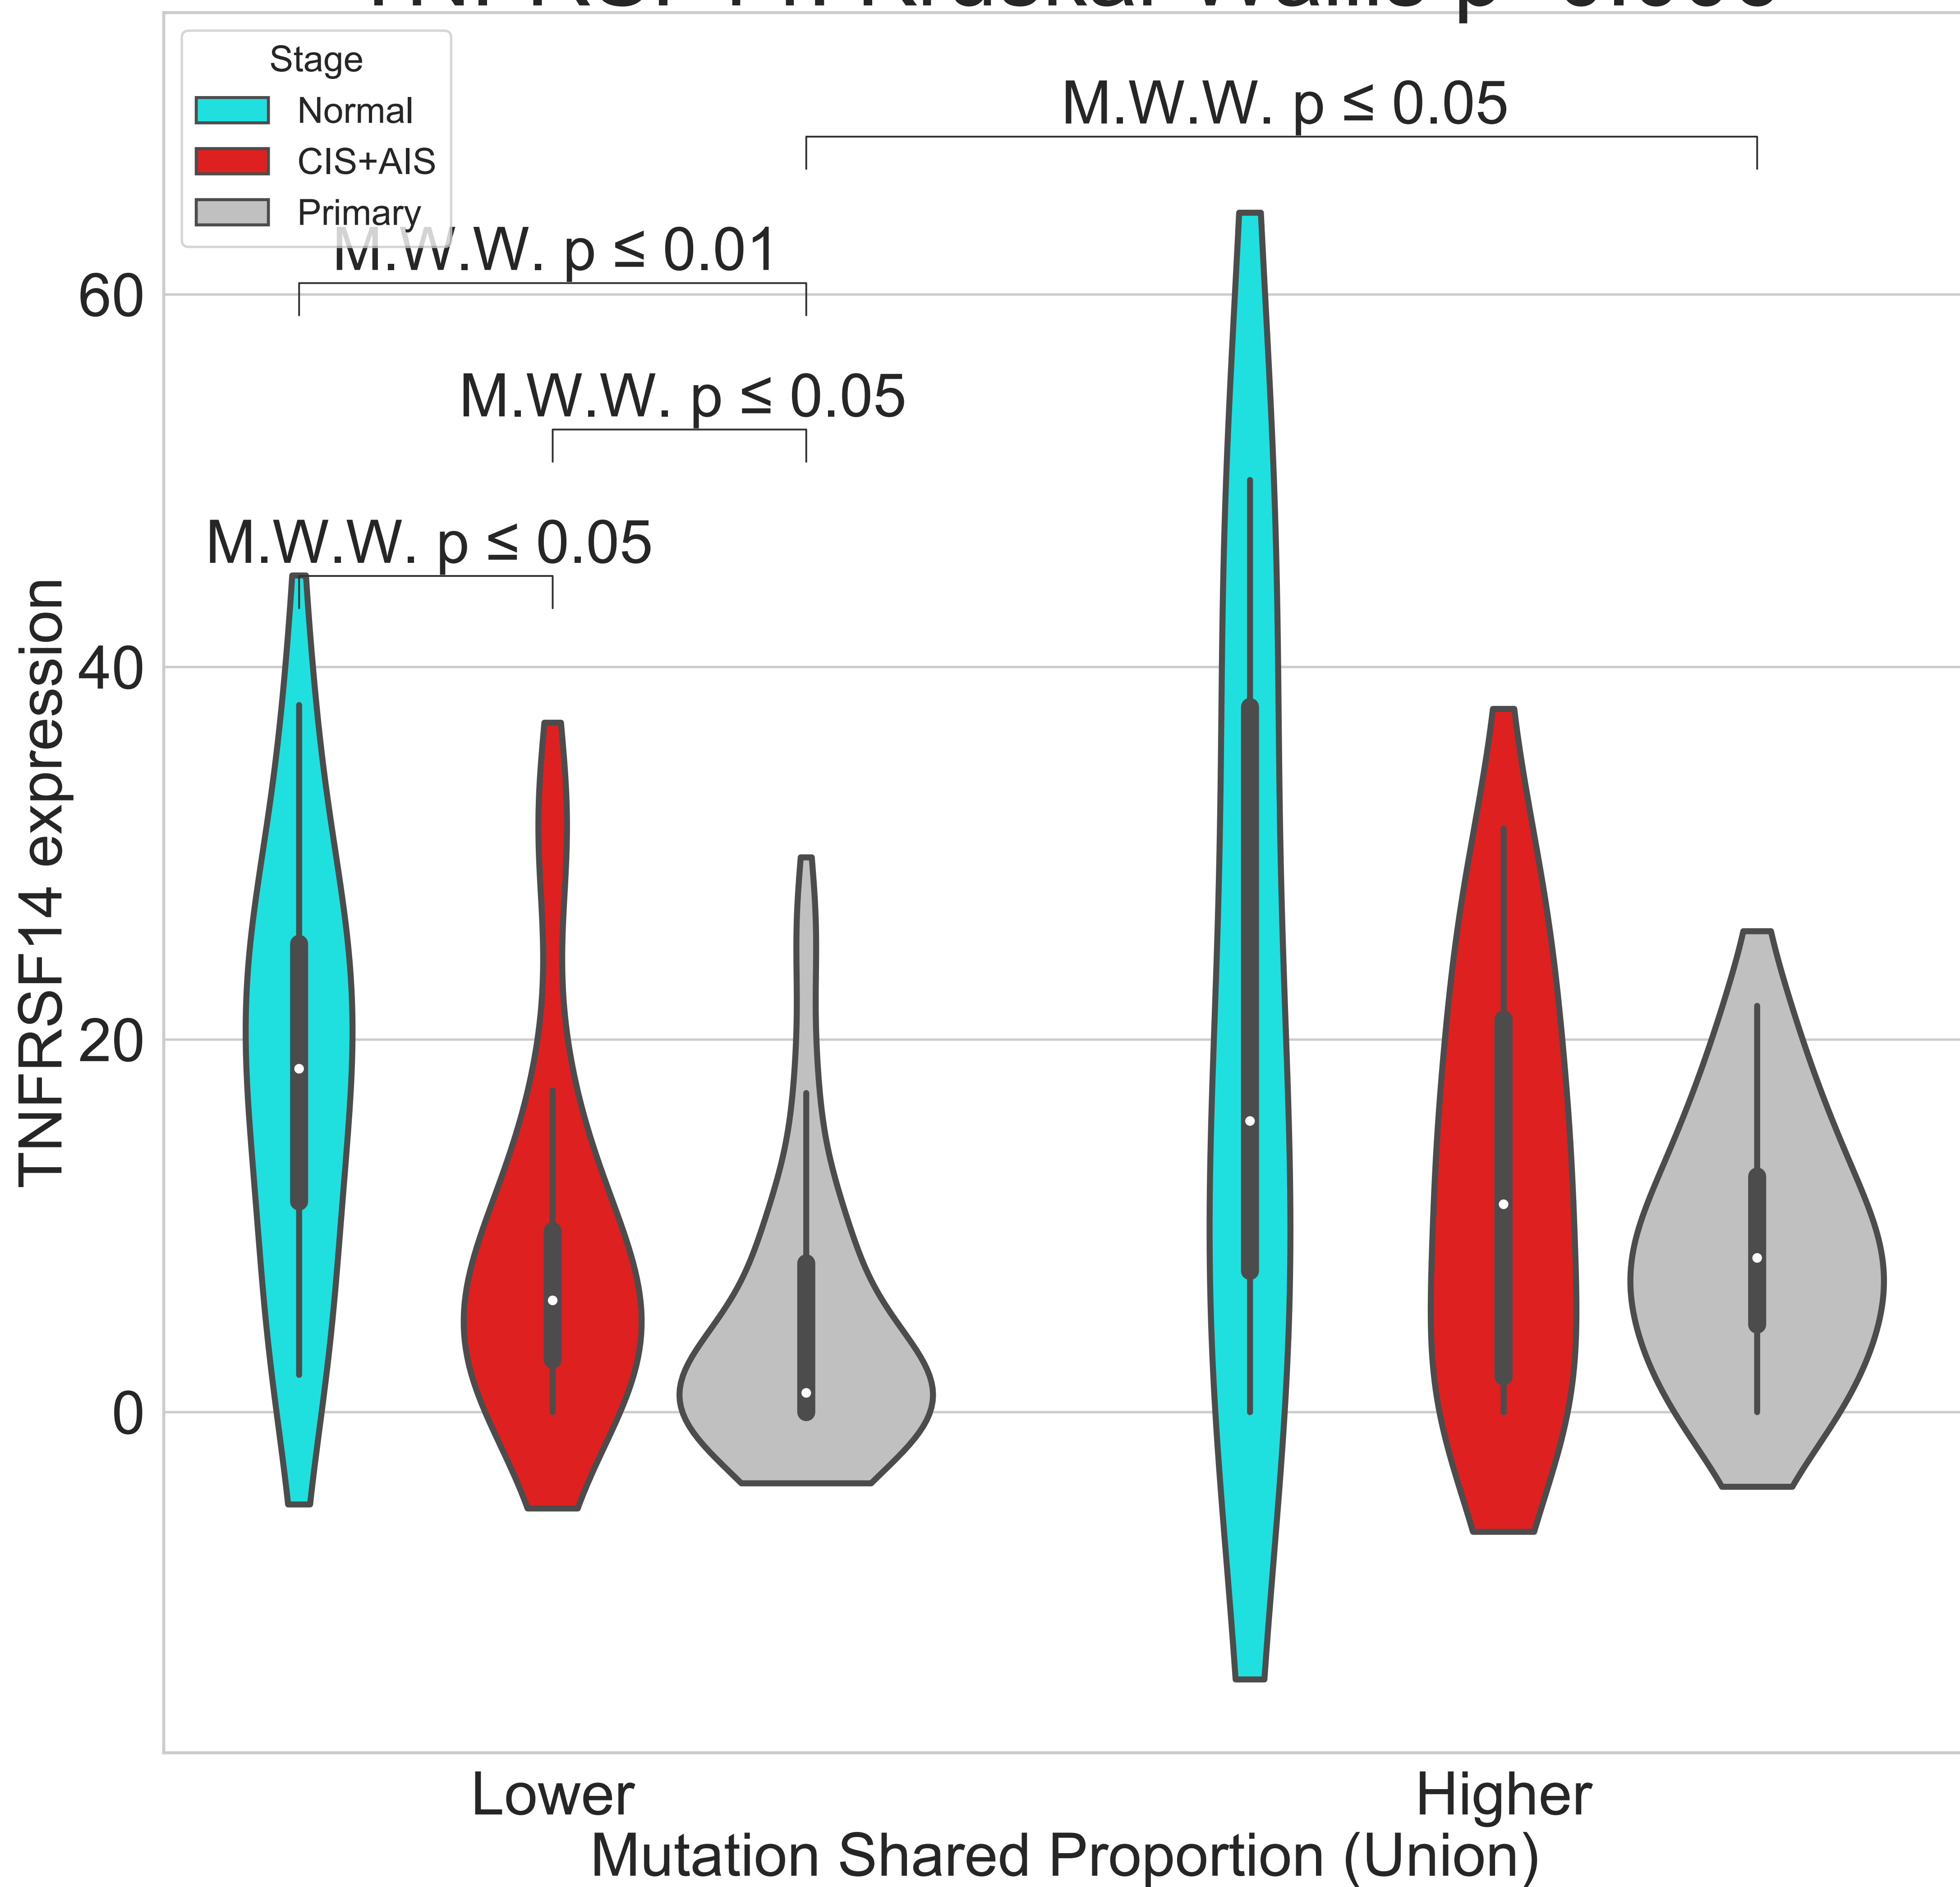 Stage
Normal
CIS+AIS
Primary
M.W.W. p ≤ 0.05
M.W.W. p ≤ 0.01
M.W.W. p ≤ 0.05
M.W.W. p ≤ 0.05
60
40
20
0
TNFRSF14 expression
Lower
Higher
Mutation Shared Proportion (Union)